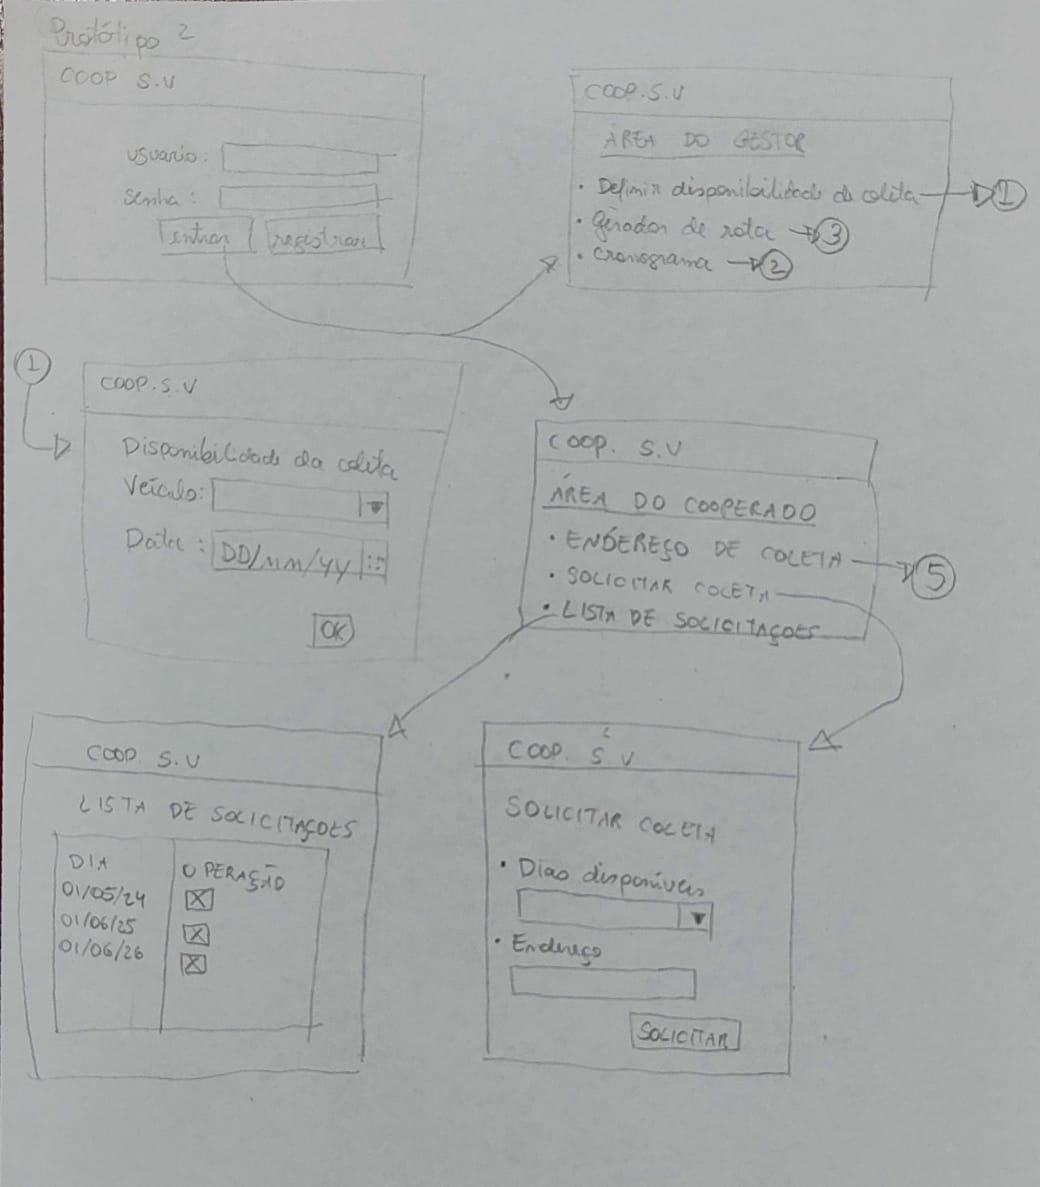 Protótipo 2
COOP S.V
usuario:
senha:
entrar
registrar
COOP.S.V
ÁREA DO GESTOR
• Definir disponibilidade de coleta 1
• gerador de rota 3
• cronograma 2
1
COOP.S.V
Disponibilidade da coleta
Veículo:
Data: DD/mm/yy
OK
COOP. S.V
ÁREA DO COOPERADO
• ENDEREÇO DE COLETA 5
• SOLICITAR COLETA
• LISTA DE SOLICITAÇOES
COOP. S.V
LISTA DE SOLICITAÇOES
DIA OPERAÇÃO
01/05/24 X
01/06/25 X
01/06/26 X
COOP. S.V
SOLICITAR COLETA
• Dias disponíveis
• Endereço
SOLICITAR